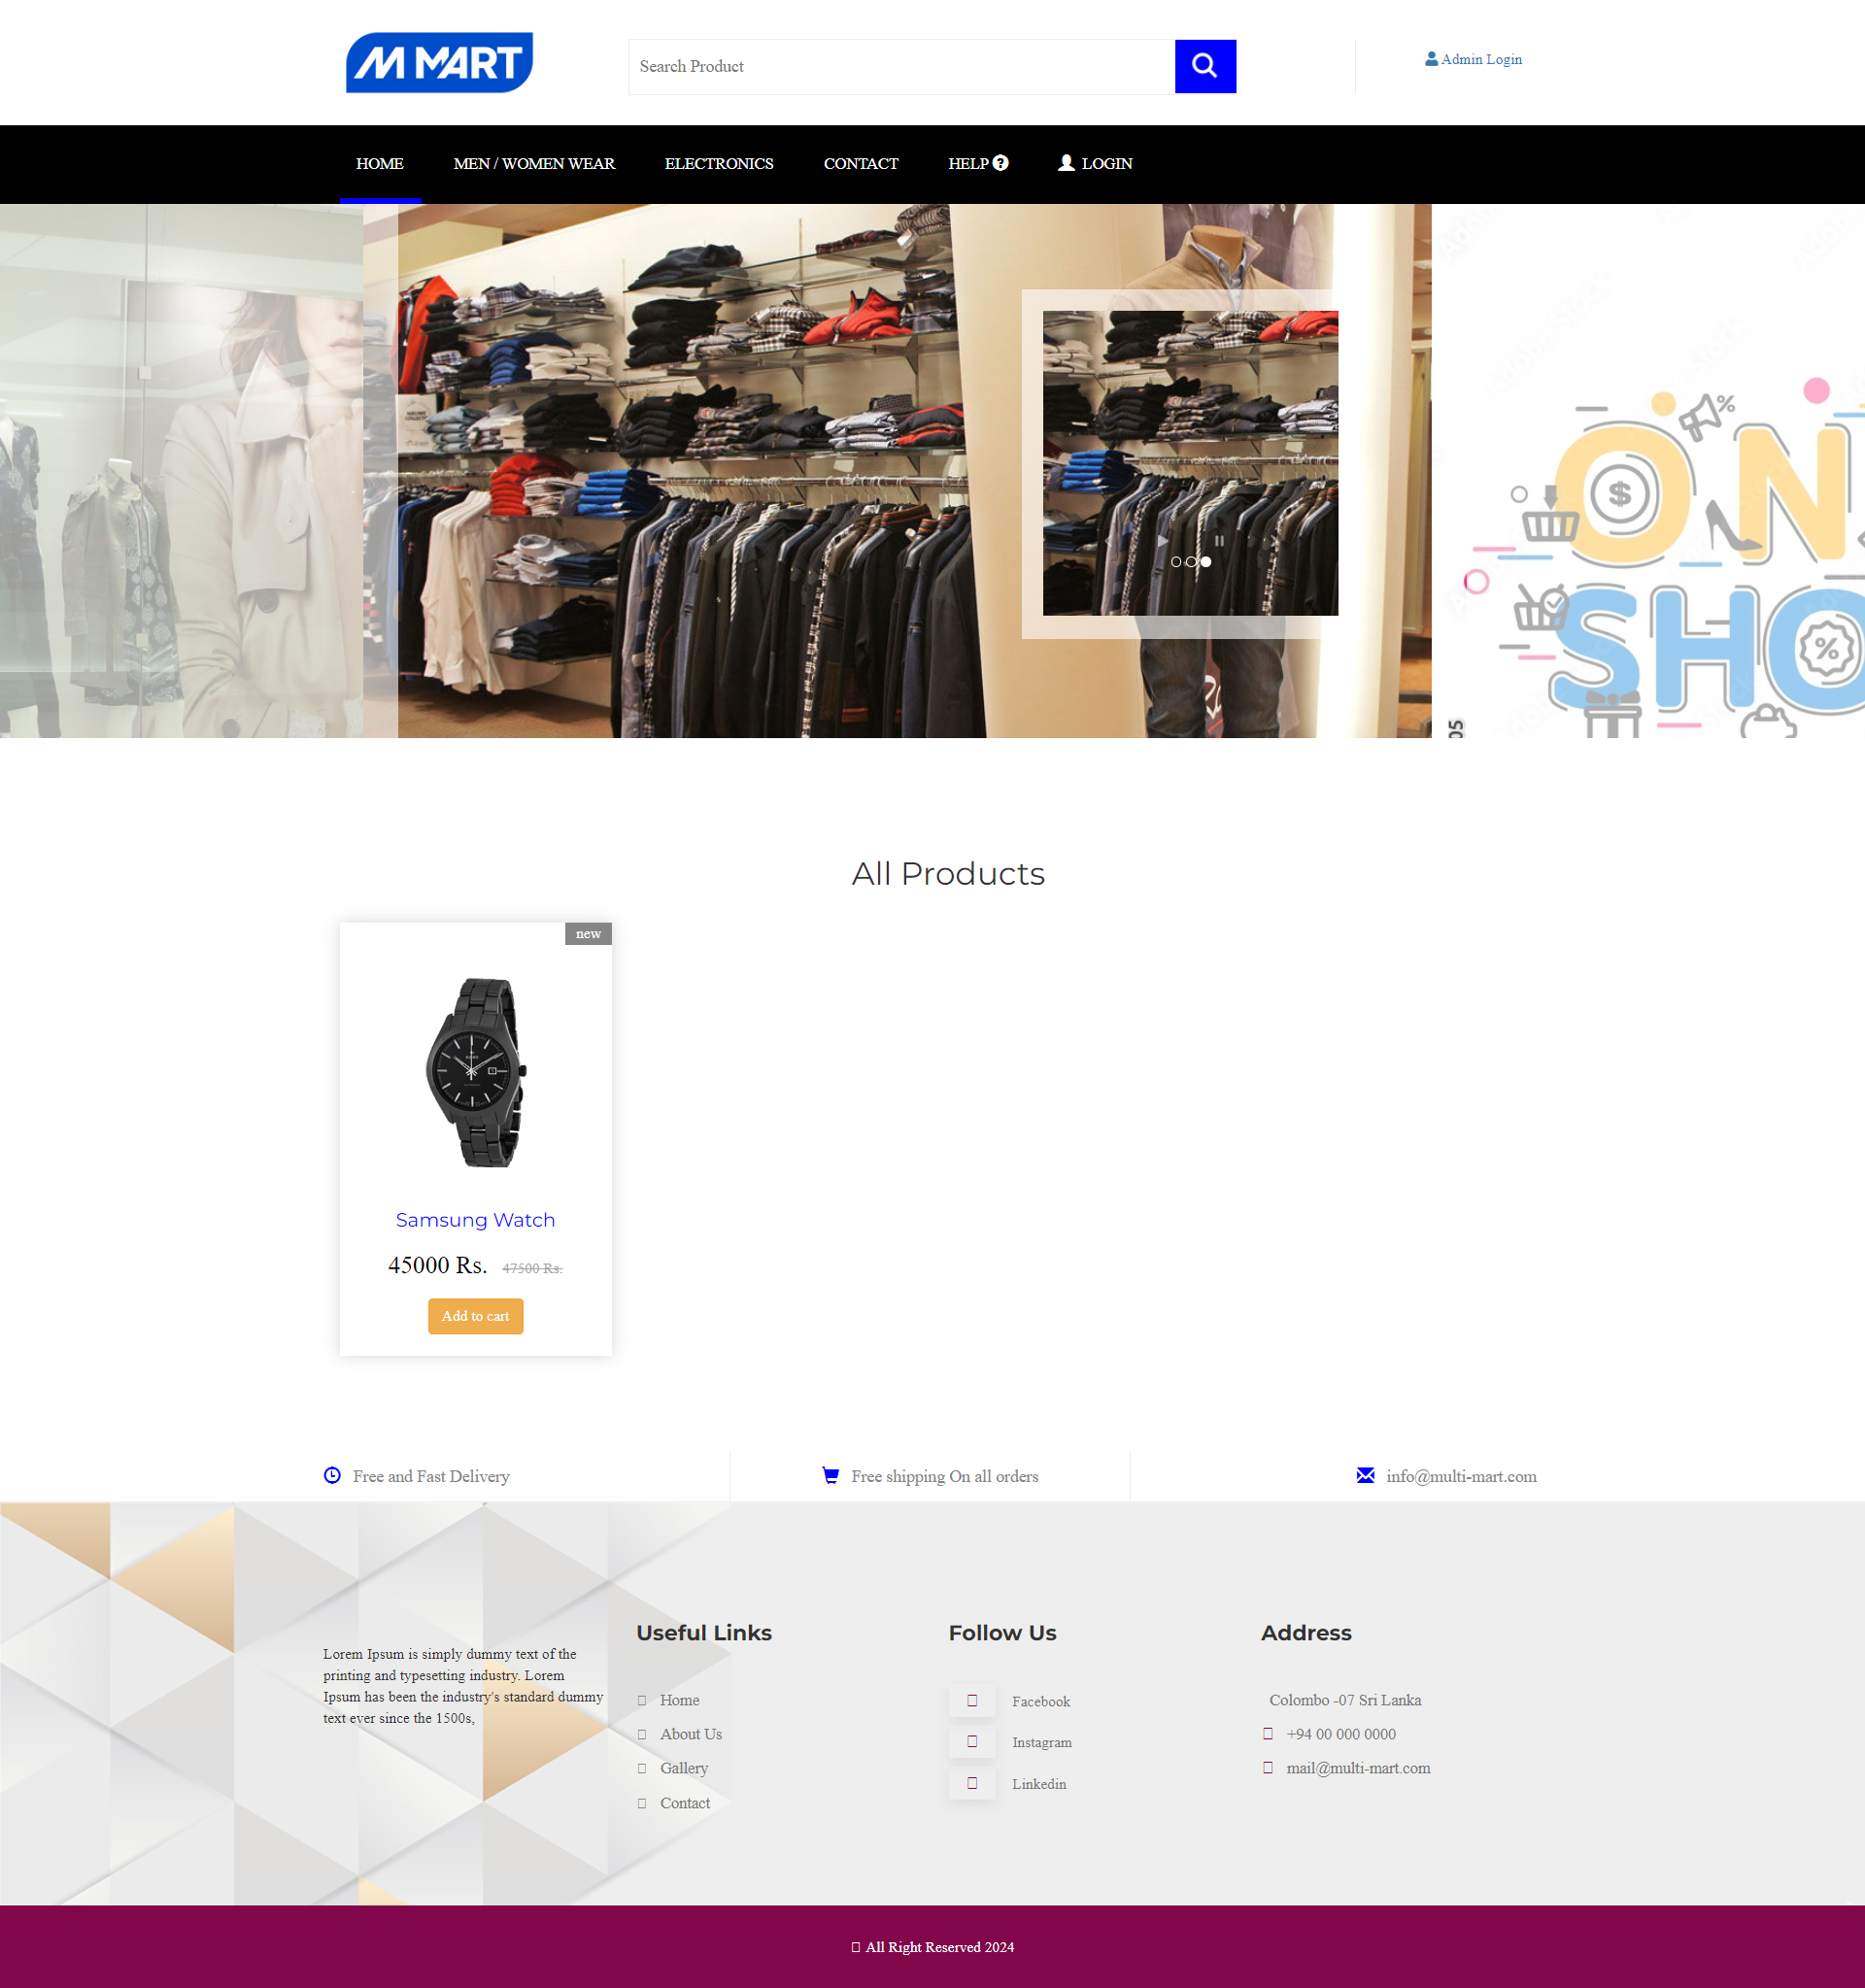 M MART
Search Product
Admin Login
HOME
MEN / WOMEN WEAR
ELECTRONICS
CONTACT
HELP
LOGIN
%
$
ON
SHO
%
new
All Products
Samsung Watch
45000 Rs. 47500 Rs.
Add to cart
Free and Fast Delivery
Free shipping On all orders
info@multi-mart.com
Lorem Ipsum is simply dummy text of the
printing and typesetting industry. Lorem
Ipsum has been the industry's standard dummy
text ever since the 1500s,
Useful Links
Home
About Us
Gallery
Contact
Follow Us
Facebook
Instagram
Linkedin
Address
Colombo -07 Sri Lanka
+94 00 000 0000
mail@multi-mart.com
All Right Reserved 2024